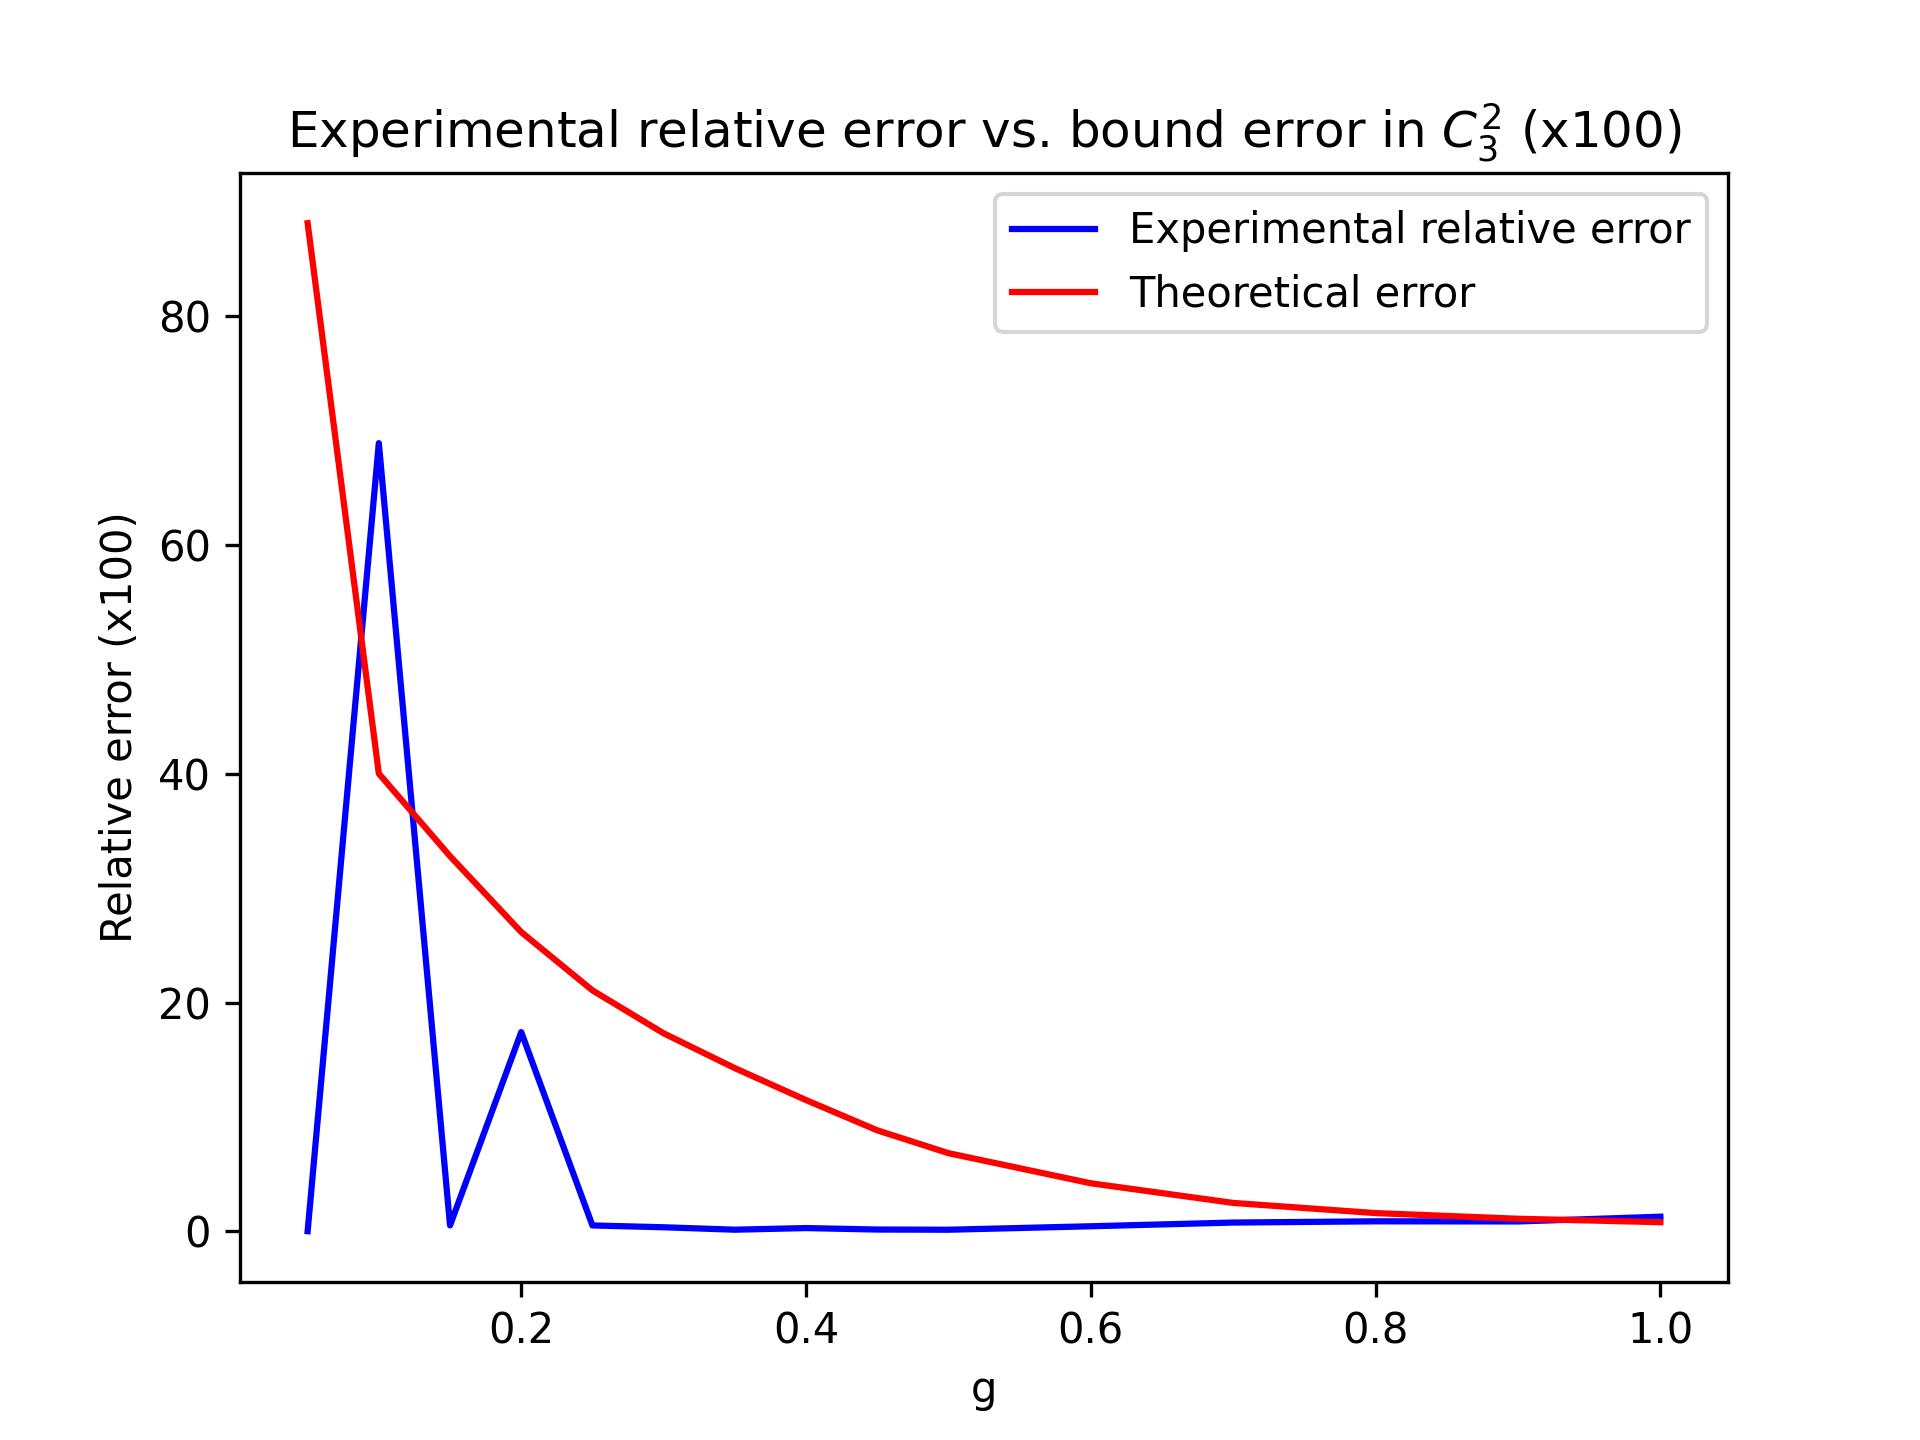 Experimental relative error vs. bound error in $C_3^2$ (x100)
Experimental relative error
Theoretical error
Relative error (x100)
80
60
40
20
0
0.2 0.4 0.6 0.8 1.0
g